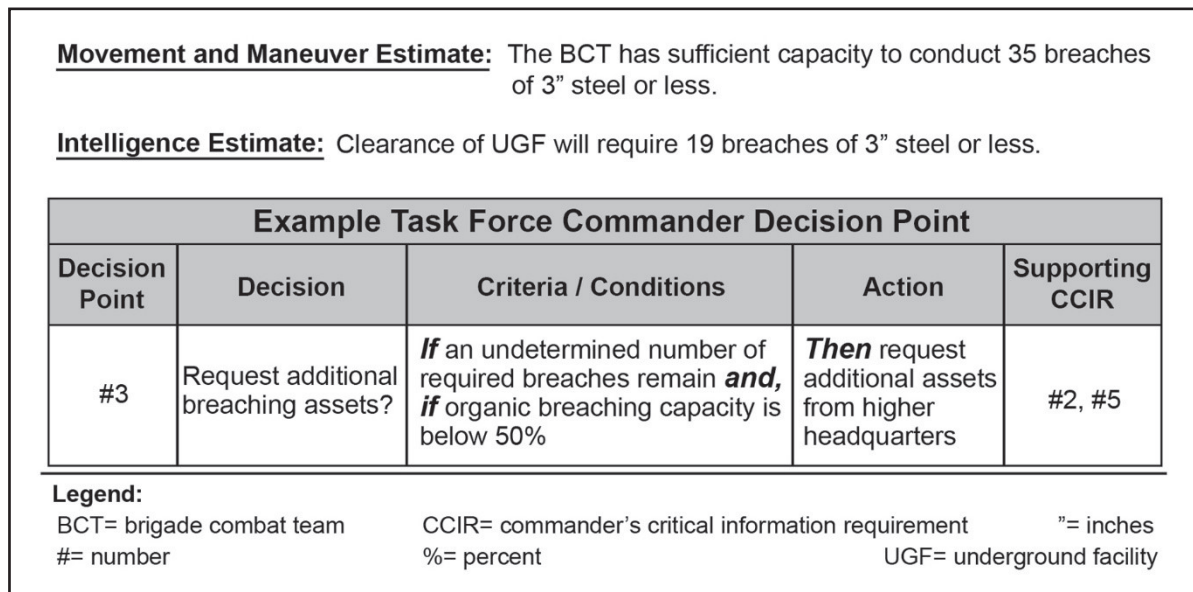 Movement and Maneuver Estimate: The BCT has sufficient capacity to conduct 35 breaches
of 3” steel or less.
Intelligence Estimate: Clearance of UGF will require 19 breaches of 3” steel or less.
Example Task Force Commander Decision Point
Decision
Point
Decision
Criteria / Conditions
Action
Supporting
CCIR
#3
Request additional
breaching assets?
If an undetermined number of
required breaches remain and,
if organic breaching capacity is
below 50%
Then request
additional assets
from higher
headquarters
#2, #5
Legend:
BCT= brigade combat team CCIR= commander’s critical information requirement ”= inches
#= number %= percent UGF= underground facility